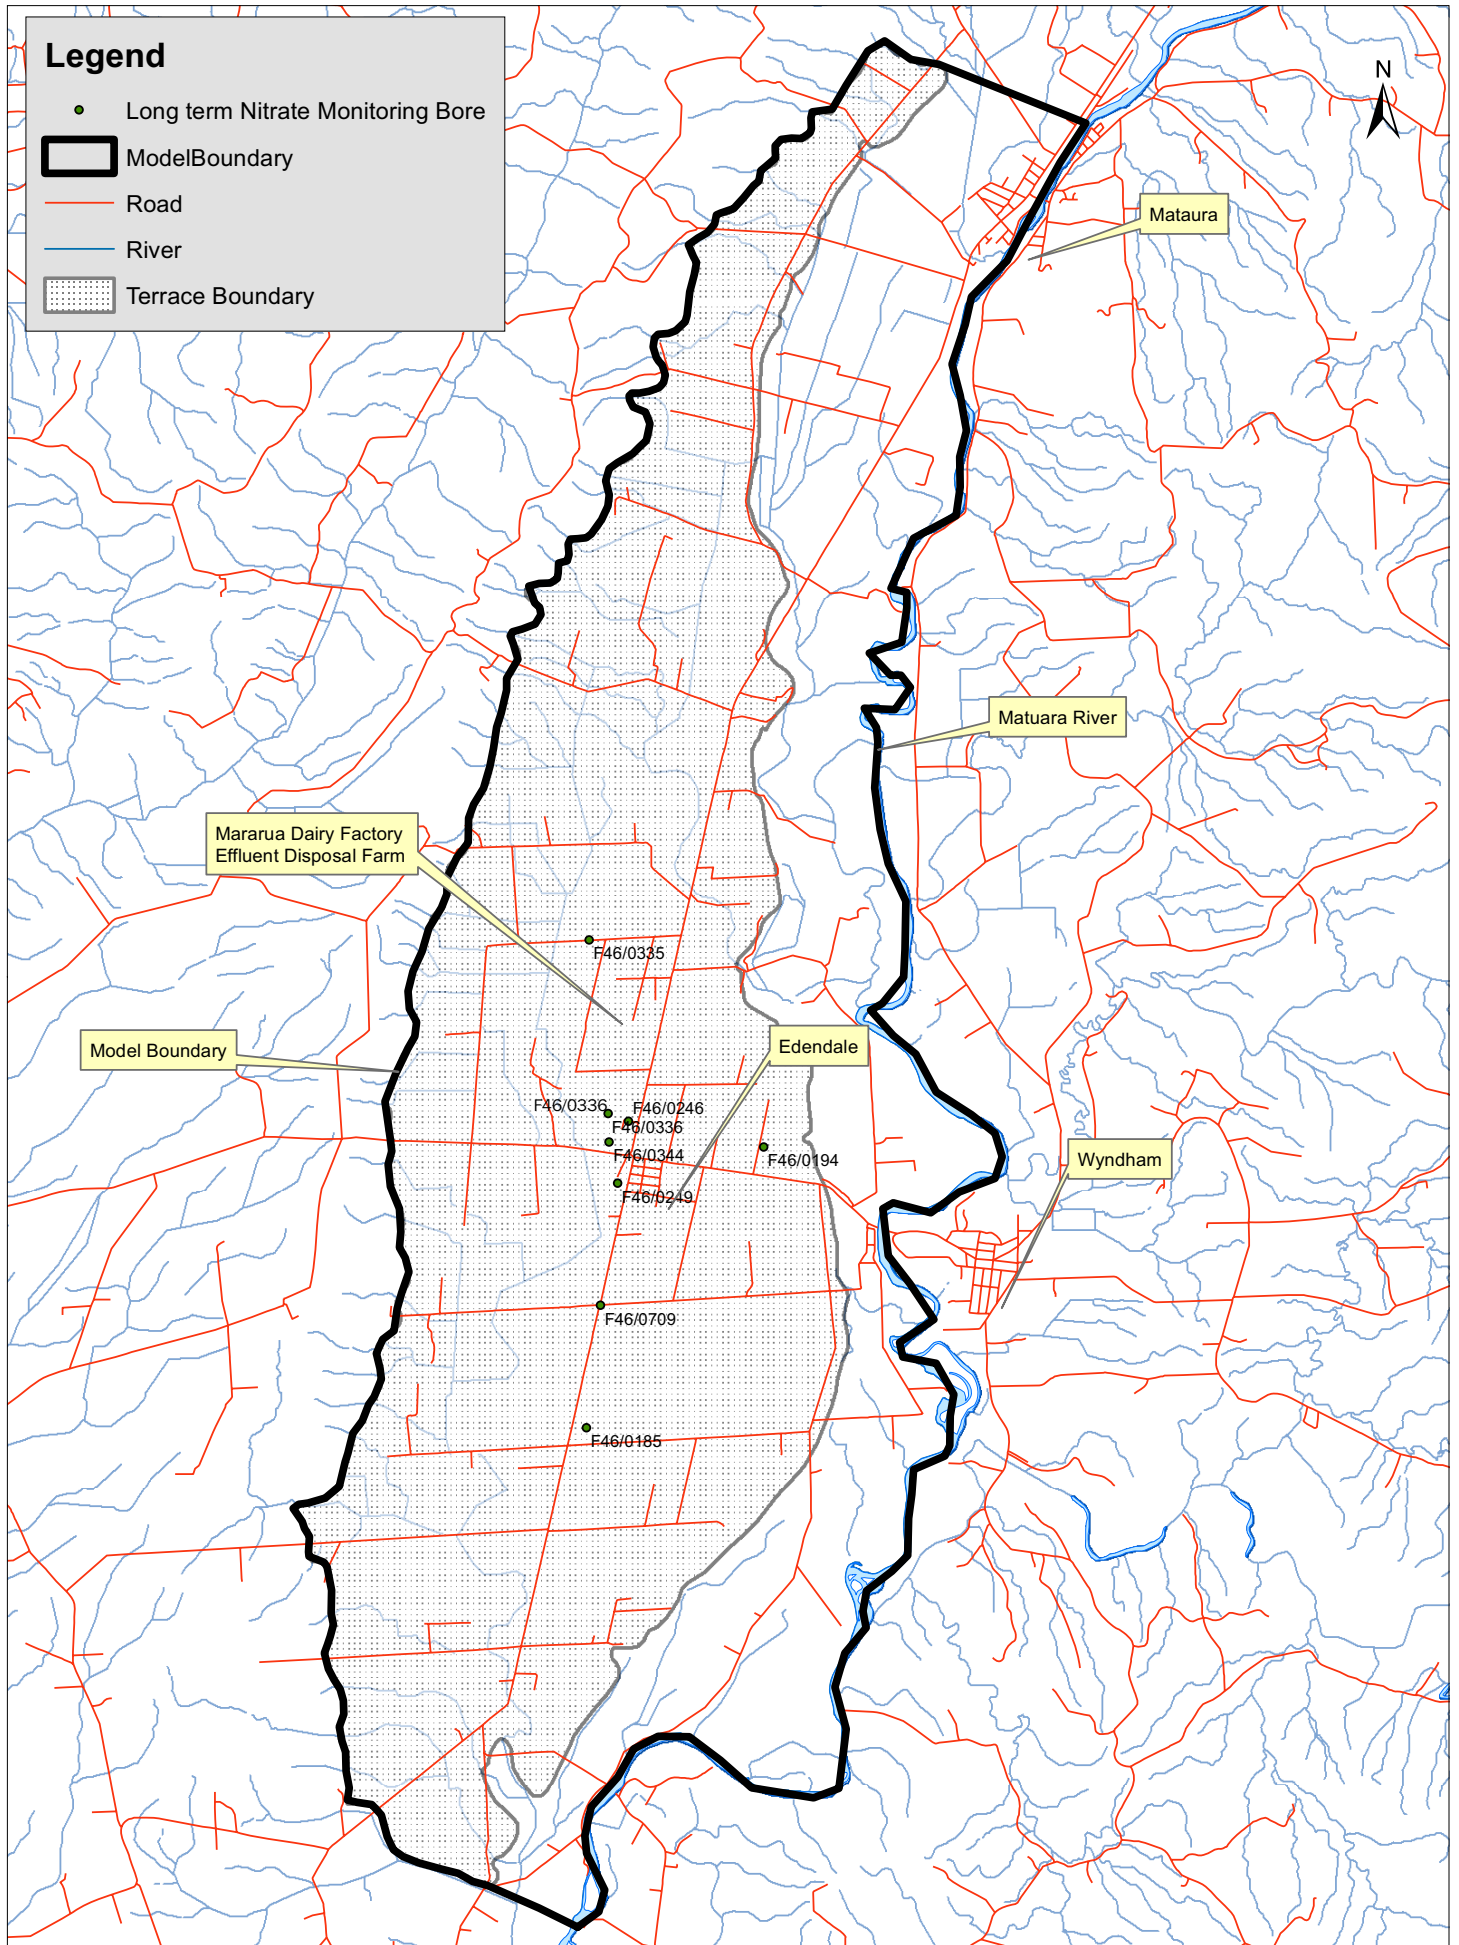 Legend
Long term Nitrate Monitoring Bore
ModelBoundary
Road
River
Terrace Boundary
N
Mataura
Matuara River
Mararua Dairy Factory
Effluent Disposal Farm
F46/0335
Model Boundary
Edendale
F46/0336
F46/0246
F46/0336
F46/0344
F46/0194
Wyndham
F46/0249
F46/0709
F46/0185